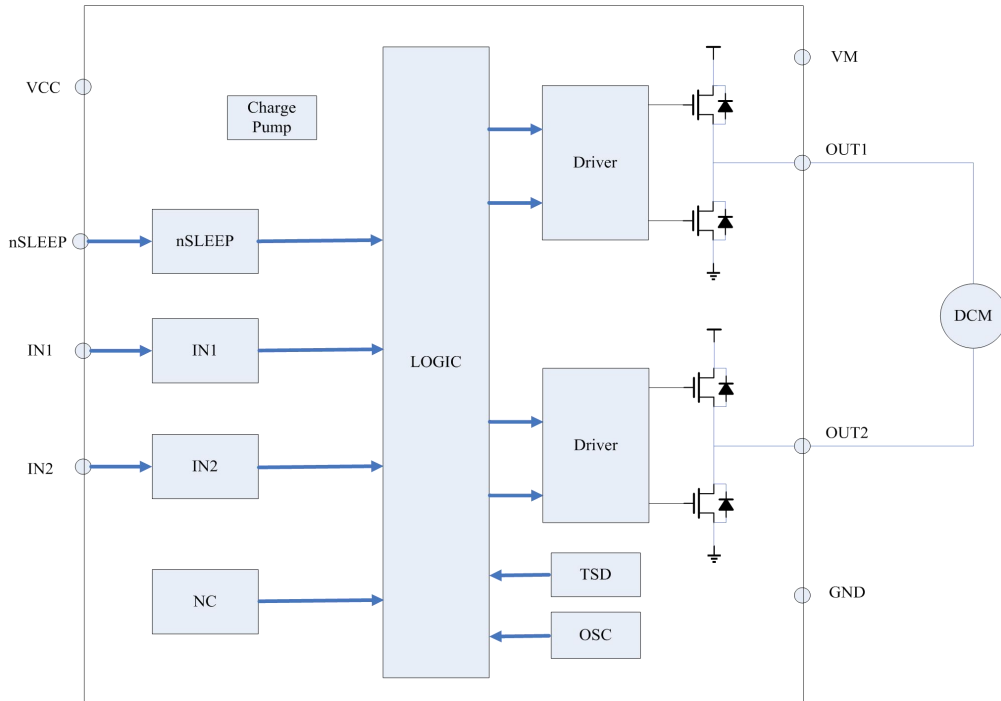 VM
VCC
Charge
Pump
OUT1
Driver
nSLEEP
nSLEEP
DCM
IN1
IN1
LOGIC
OUT2
Driver
IN2
IN2
TSD
GND
NC
OSC